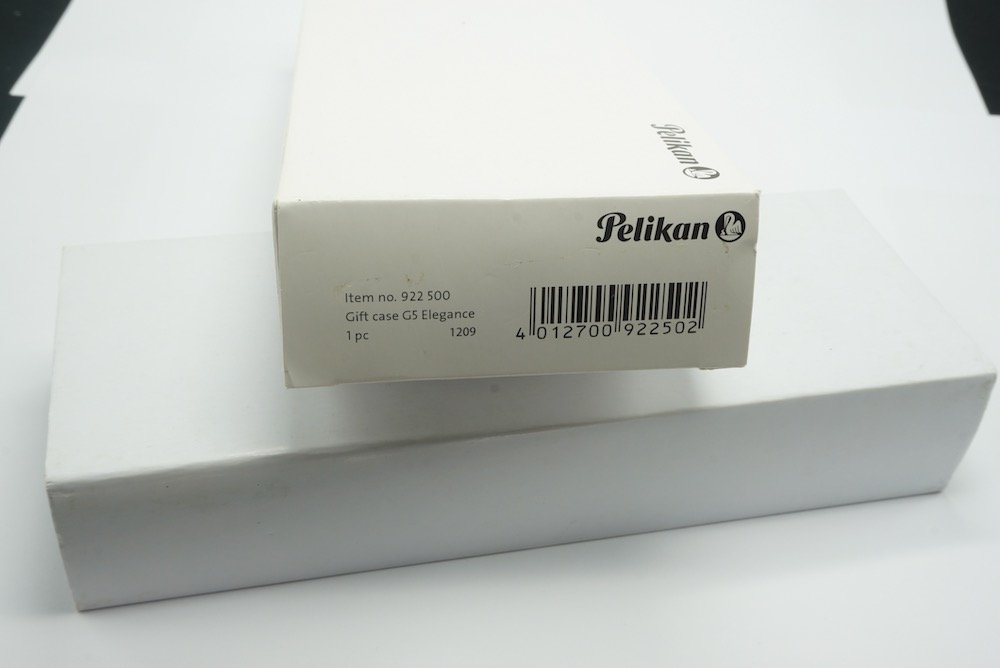 Pelikan
Pelikan
Item no. 922 500
Gift case G5 Elegance
1 pc 1209
4 012700 922502